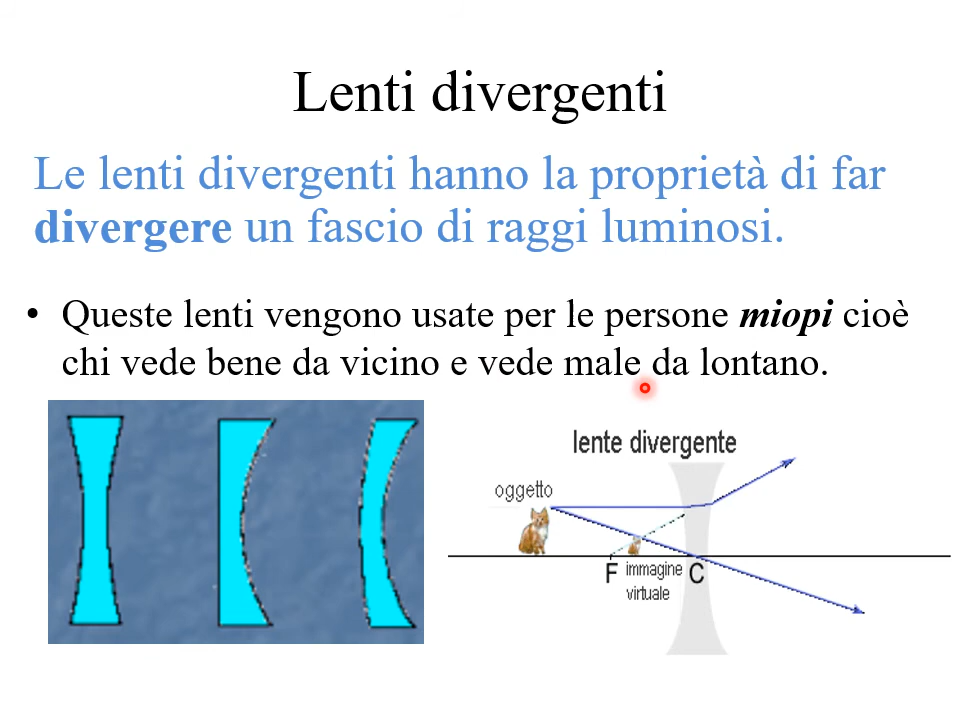 Lenti divergenti
Le lenti divergenti hanno la proprietà di far
divergere un fascio di raggi luminosi.
• Queste lenti vengono usate per le persone miopi cioè
chi vede bene da vicino e vede male da lontano.
lente divergente
oggetto
F immagine C
virtuale